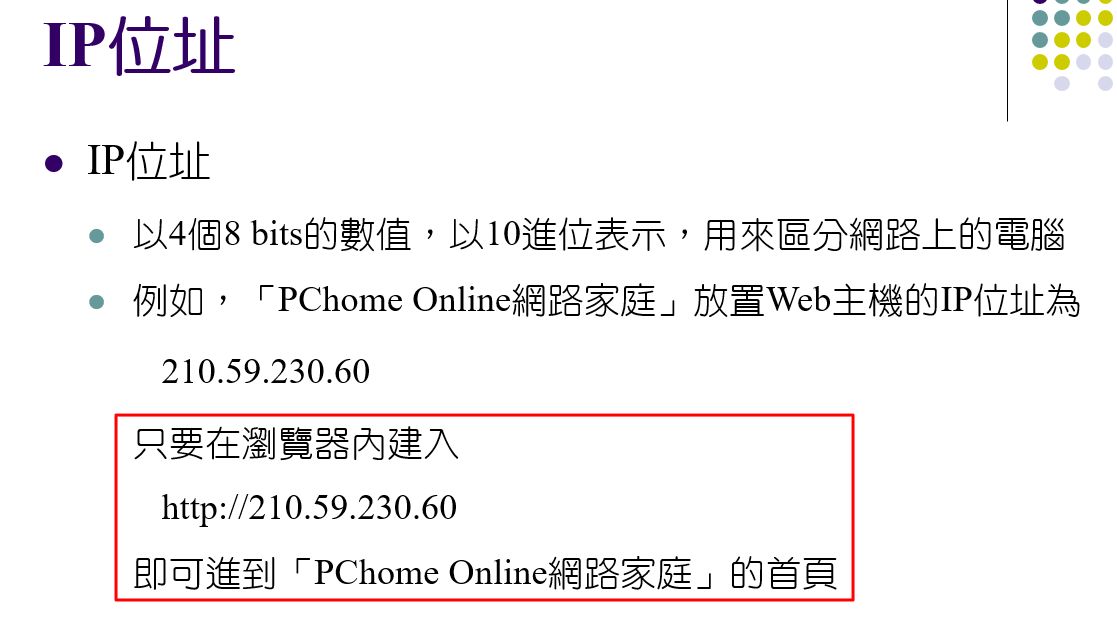 IP位址
IP位址
以4個8 bits的數值，以10進位表示，用來區分網路上的電腦
例如，「PChome Online網路家庭」放置Web主機的IP位址為
210.59.230.60
只要在瀏覽器內建入
http://210.59.230.60
即可進到「PChome Online網路家庭」的首頁